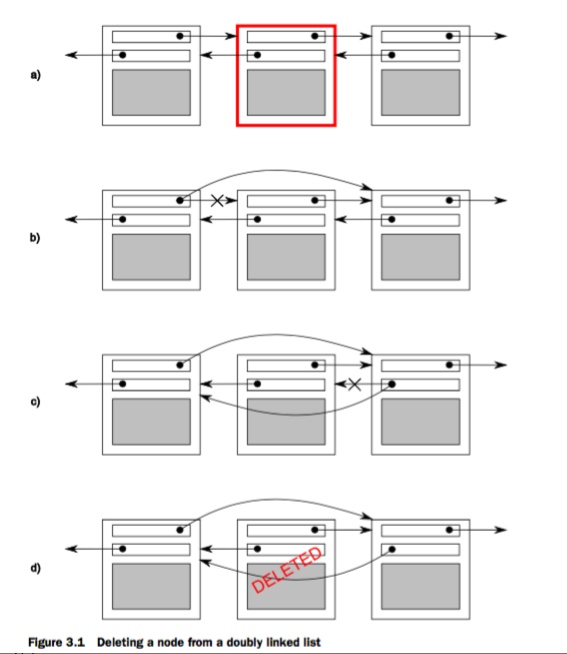 a)
b)
c)
d)
DELETED
Figure 3.1 Deleting a node from a doubly linked list